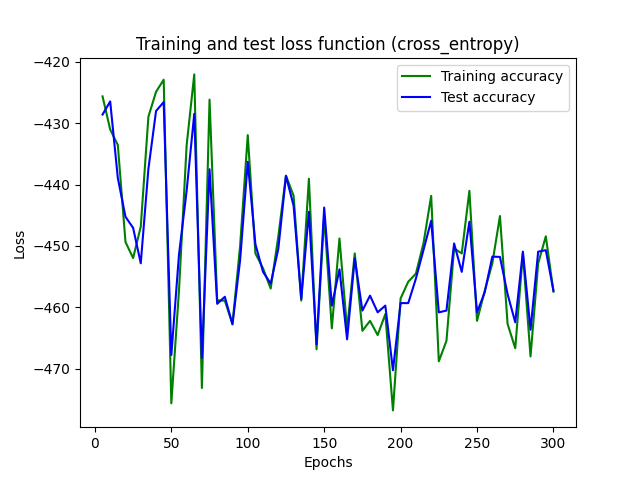 Training and test loss function (cross_entropy)
Training accuracy
Test accuracy
Loss
−420
−430
−440
−450
−460
−470
0 50 100 150 200 250 300
Epochs